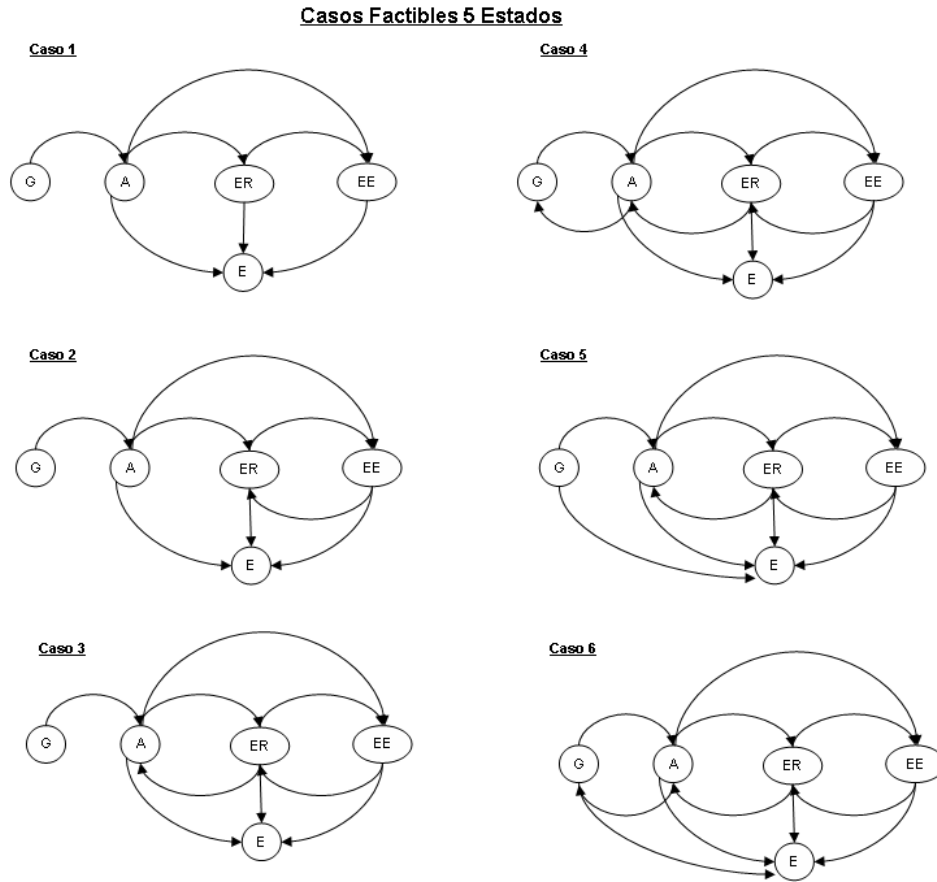 Casos Factibles 5 Estados
Caso 1
G
A
ER
EE
E
Caso 4
G
A
ER
EE
E
Caso 2
G
A
ER
EE
E
Caso 5
G
A
ER
EE
E
Caso 3
G
A
ER
EE
E
Caso 6
G
A
ER
EE
E